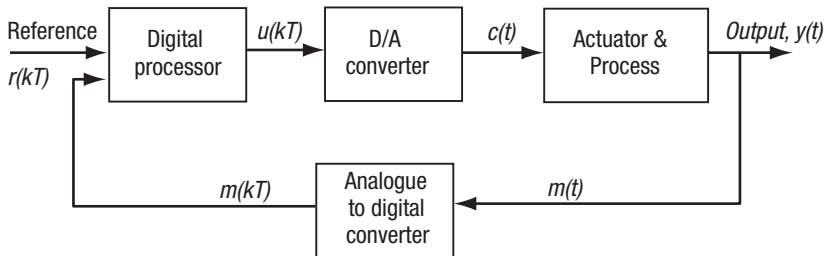 Reference
r(kT)
Digital
processor
u(kT)
D/A
converter
c(t)
Actuator &
Process
Output, y(t)
m(kT)
Analogue
to digital
converter
m(t)